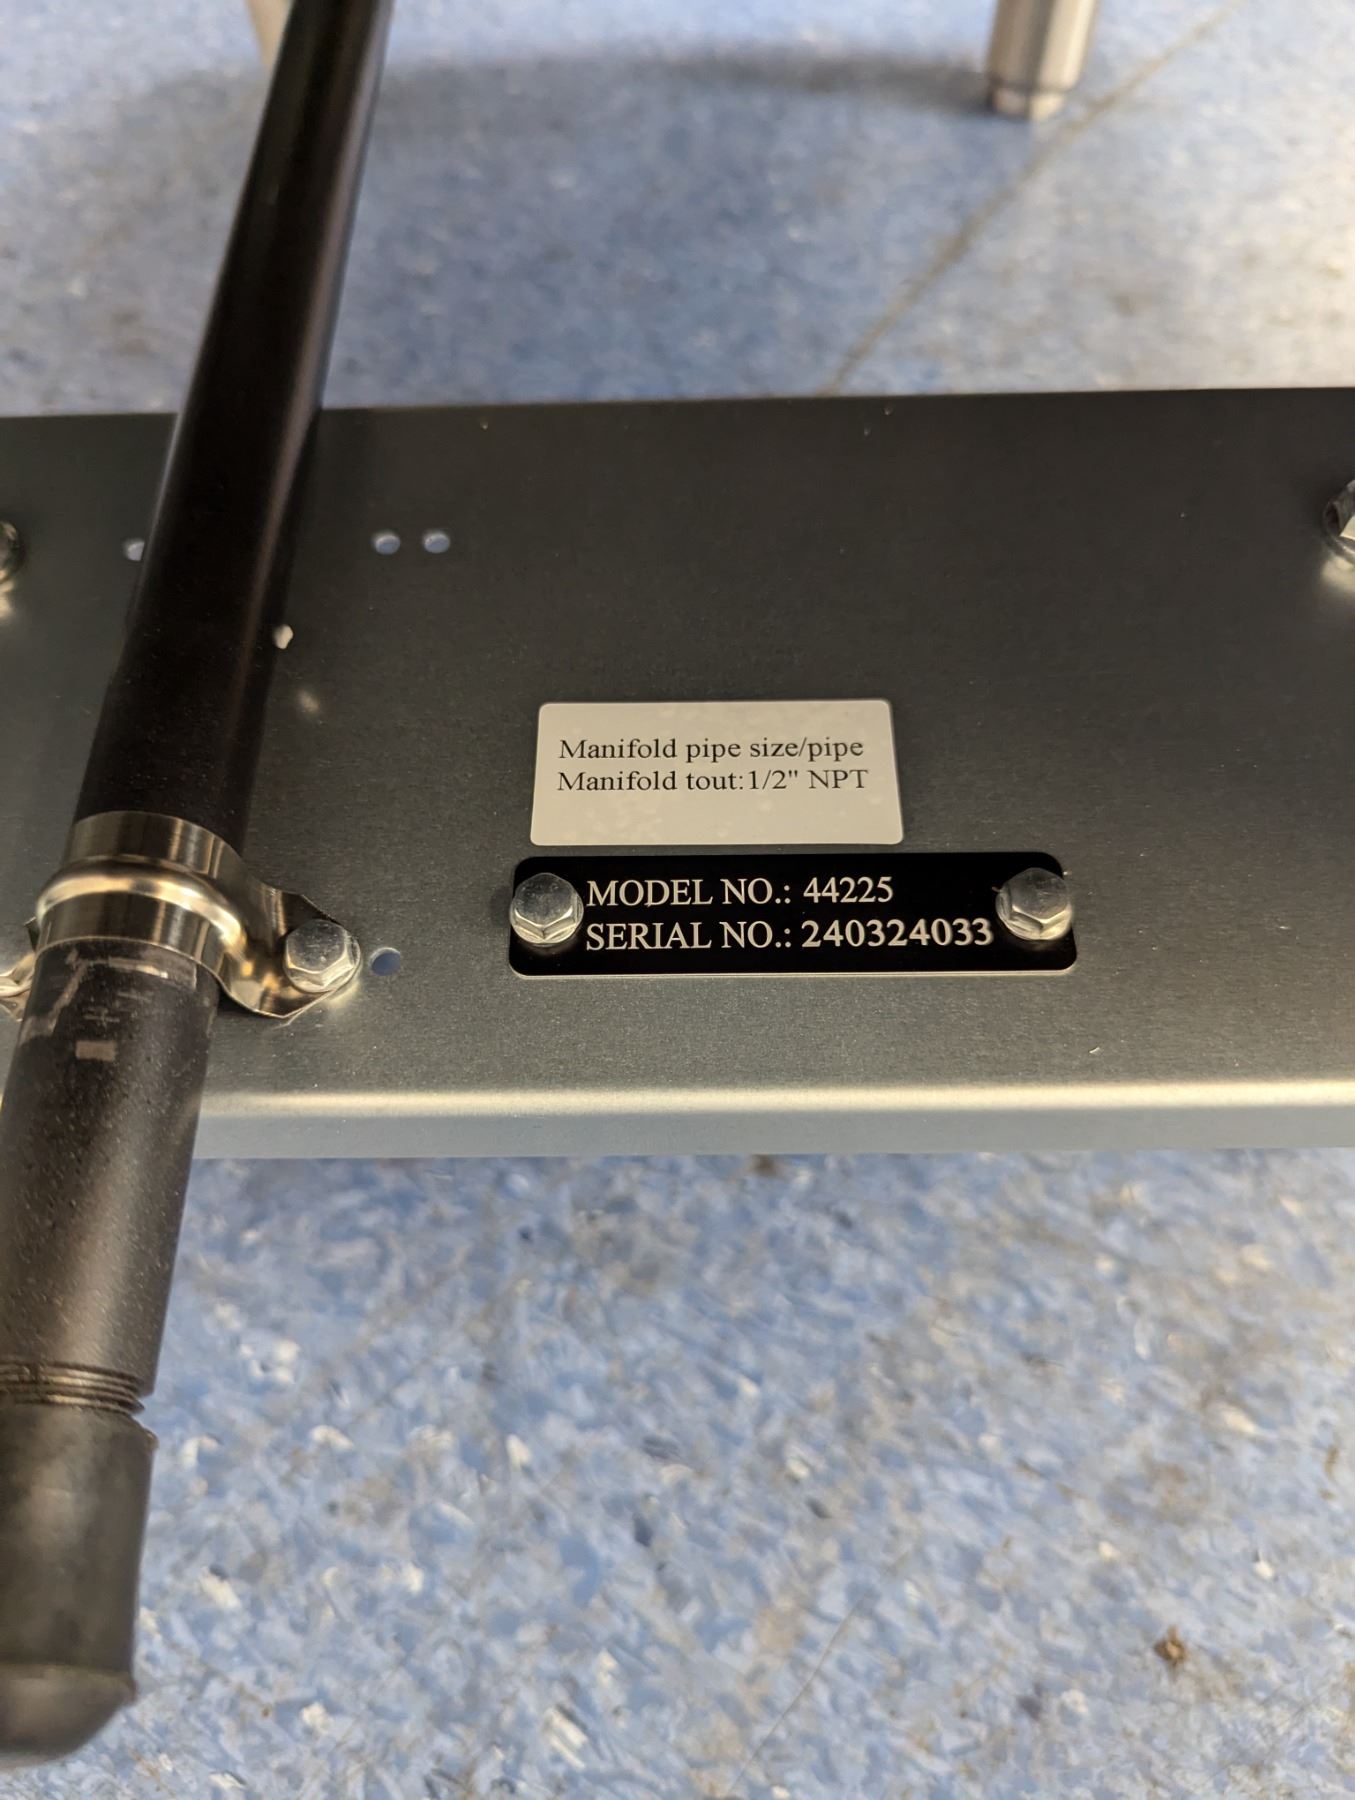 Manifold pipe size/pipe
Manifold tout:1/2" NPT
MODEL NO.: 44225
SERIAL NO.: 240324033